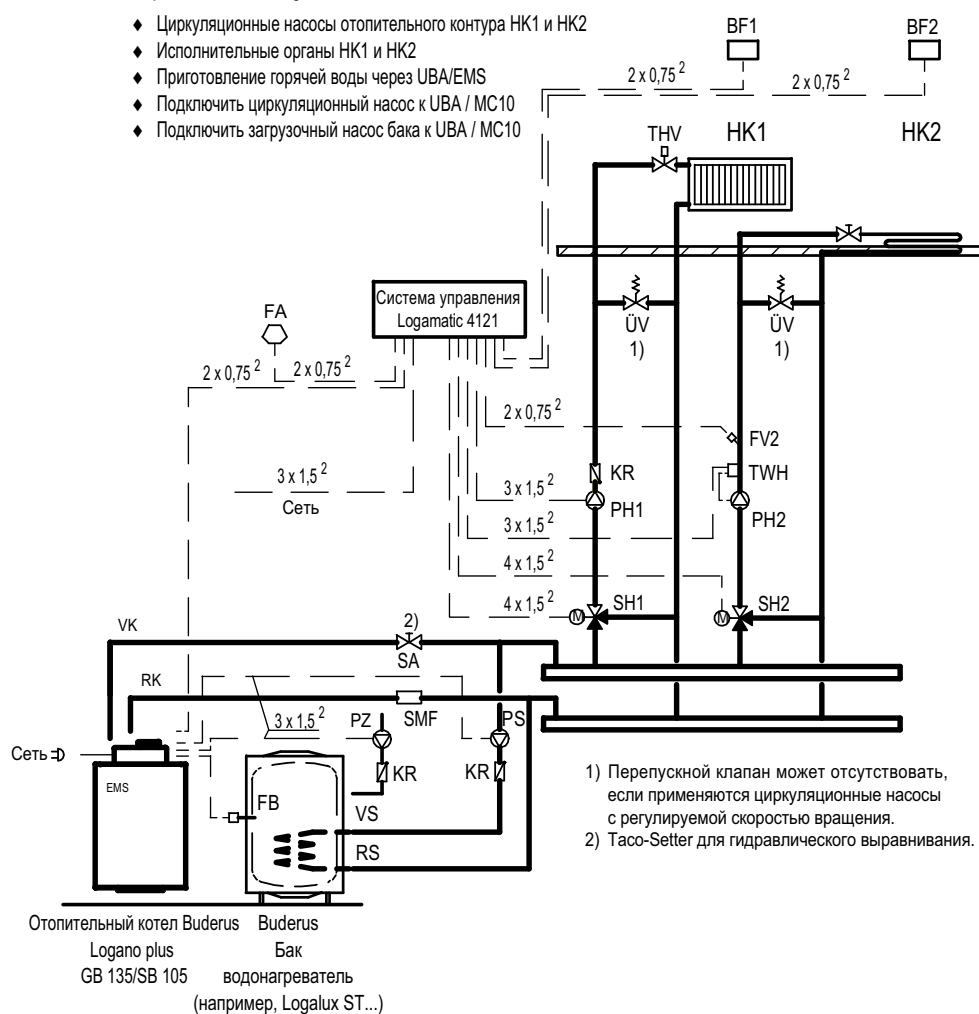 ♦ Циркуляционные насосы отопительного контура HK1 и HK2
♦ Исполнительные органы HK1 и HK2
♦ Приготовление горячей воды через UBA/EMS
♦ Подключить циркуляционный насос к UBA / MC10
♦ Подключить загрузочный насос бака к UBA / MC10
BF1
BF2
2 x 0,75 ²
2 x 0,75 ²
THV
HK1
HK2
Система управления
Logamatic 4121
FA
ÜV
1)
ÜV
1)
2 x 0,75 ²
2 x 0,75 ²
2 x 0,75 ²
FV2
3 x 1,5 ²
Сеть
KR
TWH
3 x 1,5 ²
PH1
PH2
3 x 1,5 ²
4 x 1,5 ²
4 x 1,5 ²
M
SH1
M
SH2
VK
2)
SA
RK
3 x 1,5 ²
PZ
SMF
PS
Сеть
EMS
KR
KR
FB
VS
RS
1) Перепускной клапан может отсутствовать,
если применяются циркуляционные насосы
с регулируемой скоростью вращения.
2) Taco-Setter для гидравлического выравнивания.
Отопительный котел Buderus
Logano plus
GB 135/SB 105
Buderus
Бак
водонагреватель
(например, Logalux ST...)